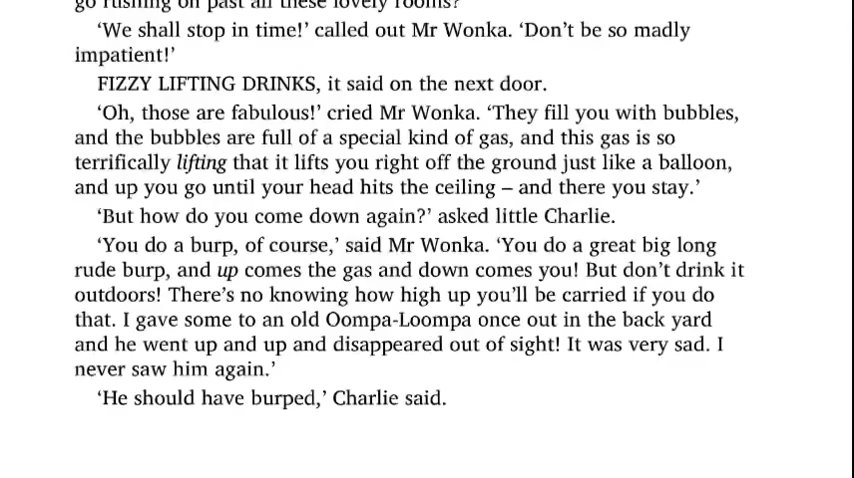 go rushing on past all these lovely rooms?’
‘We shall stop in time!’ called out Mr Wonka. ‘Don’t be so madly
impatient!’
FIZZY LIFTING DRINKS, it said on the next door.
‘Oh, those are fabulous!’ cried Mr Wonka. ‘They fill you with bubbles,
and the bubbles are full of a special kind of gas, and this gas is so
terrifically lifting that it lifts you right off the ground just like a balloon,
and up you go until your head hits the ceiling – and there you stay.’
‘But how do you come down again?’ asked little Charlie.
‘You do a burp, of course,’ said Mr Wonka. ‘You do a great big long
rude burp, and up comes the gas and down comes you! But don’t drink it
outdoors! There’s no knowing how high up you’ll be carried if you do
that. I gave some to an old Oompa-Loompa once out in the back yard
and he went up and up and disappeared out of sight! It was very sad. I
never saw him again.’
‘He should have burped,’ Charlie said.